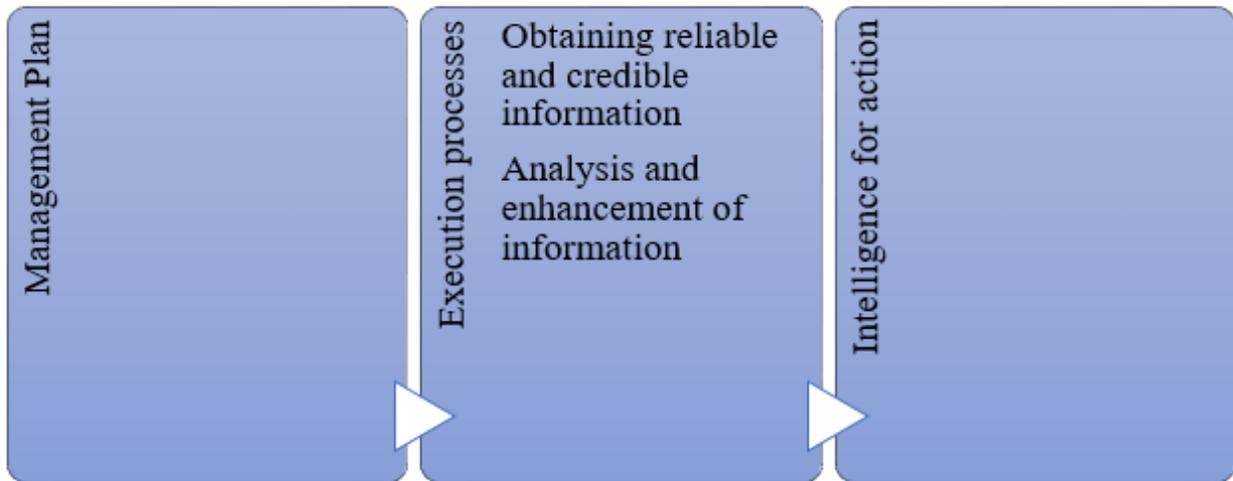 Management Plan
Execution processes
Obtaining reliable
and credible
information
Analysis and
enhancement of
information
Intelligence for action